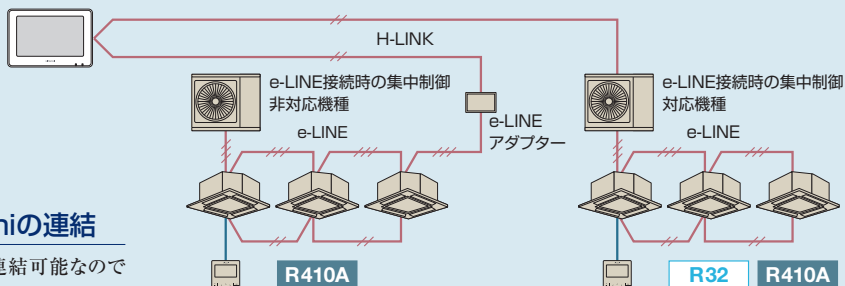 H-LINK
e-LINE接続時の集中制御
非対応機種
e-LINE
e-LINE
アダプター
R410A
e-LINE接続時の集中制御
対応機種
e-LINE
R32
R410A
iの連結
連結可能なので